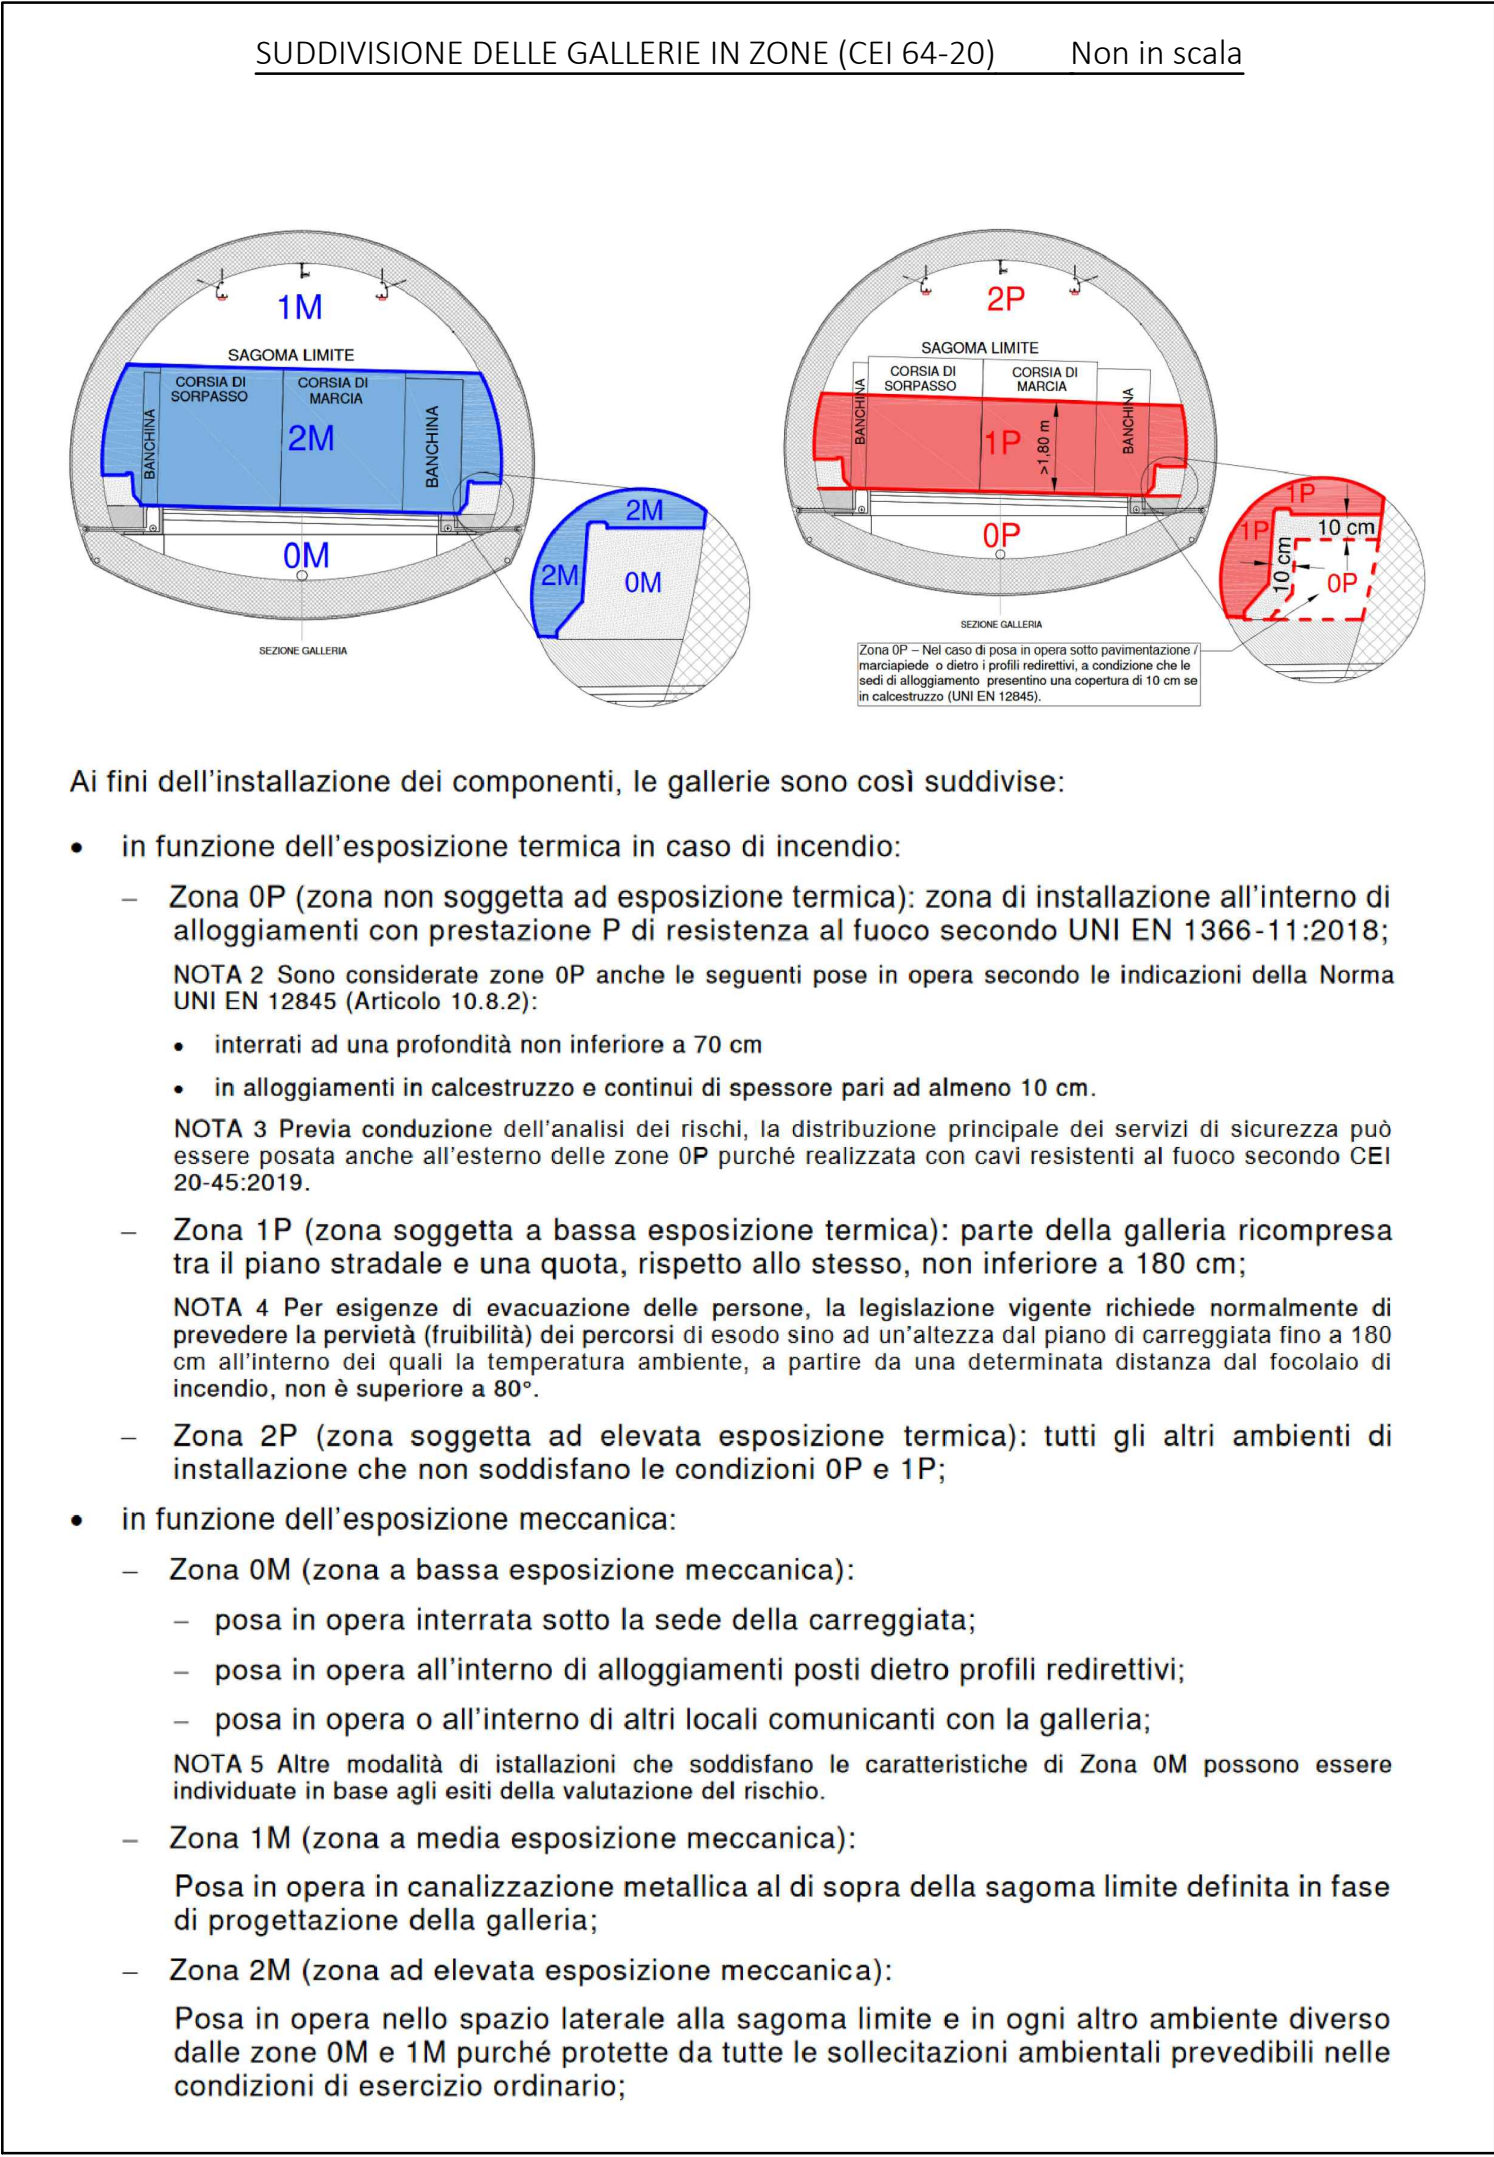 SUDDIVISIONE DELLE GALLERIE IN ZONE (CEI 64-20) Non in scala
1M
SAGOMA LIMITE
CORSIA DI
SORPASSO
CORSIA DI
MARCIA
BANCHINA
2M
BANCHINA
0M
SEZIONE GALLERIA
2M
2M
0M
2P
SAGOMA LIMITE
CORSIA DI
SORPASSO
CORSIA DI
MARCIA
BANCHINA
1P
>1,80 m
BANCHINA
0P
SEZIONE GALLERIA
1P
1P
10 cm
10 cm
0P
Zona 0P – Nel caso di posa in opera sotto pavimentazione /
marciapiede o dietro i profili redirettivi, a condizione che le
sedi di alloggiamento presentino una copertura di 10 cm se
in calcestruzzo (UNI EN 12845).
Ai fini dell'installazione dei componenti, le gallerie sono così suddivise:
• in funzione dell'esposizione termica in caso di incendio:
– Zona 0P (zona non soggetta ad esposizione termica): zona di installazione all'interno di
alloggiamenti con prestazione P di resistenza al fuoco secondo UNI EN 1366-11:2018;
NOTA 2 Sono considerate zone 0P anche le seguenti pose in opera secondo le indicazioni della Norma
UNI EN 12845 (Articolo 10.8.2):
• interrati ad una profondità non inferiore a 70 cm
• in alloggiamenti in calcestruzzo e continui di spessore pari ad almeno 10 cm.
NOTA 3 Previa conduzione dell'analisi dei rischi, la distribuzione principale dei servizi di sicurezza può
essere posata anche all'esterno delle zone 0P purché realizzata con cavi resistenti al fuoco secondo CEI
20-45:2019.
– Zona 1P (zona soggetta a bassa esposizione termica): parte della galleria ricompresa
tra il piano stradale e una quota, rispetto allo stesso, non inferiore a 180 cm;
NOTA 4 Per esigenze di evacuazione delle persone, la legislazione vigente richiede normalmente di
prevedere la pervietà (fruibilità) dei percorsi di esodo sino ad un'altezza dal piano di carreggiata fino a 180
cm all'interno dei quali la temperatura ambiente, a partire da una determinata distanza dal focolaio di
incendio, non è superiore a 80°.
– Zona 2P (zona soggetta ad elevata esposizione termica): tutti gli altri ambienti di
installazione che non soddisfano le condizioni 0P e 1P;
• in funzione dell'esposizione meccanica:
– Zona 0M (zona a bassa esposizione meccanica):
– posa in opera interrata sotto la sede della carreggiata;
– posa in opera all'interno di alloggiamenti posti dietro profili redirettivi;
– posa in opera o all'interno di altri locali comunicanti con la galleria;
NOTA 5 Altre modalità di istallazioni che soddisfano le caratteristiche di Zona 0M possono essere
individuate in base agli esiti della valutazione del rischio.
– Zona 1M (zona a media esposizione meccanica):
Posa in opera in canalizzazione metallica al di sopra della sagoma limite definita in fase
di progettazione della galleria;
– Zona 2M (zona ad elevata esposizione meccanica):
Posa in opera nello spazio laterale alla sagoma limite e in ogni altro ambiente diverso
dalle zone 0M e 1M purché protette da tutte le sollecitazioni ambientali prevedibili nelle
condizioni di esercizio ordinario;